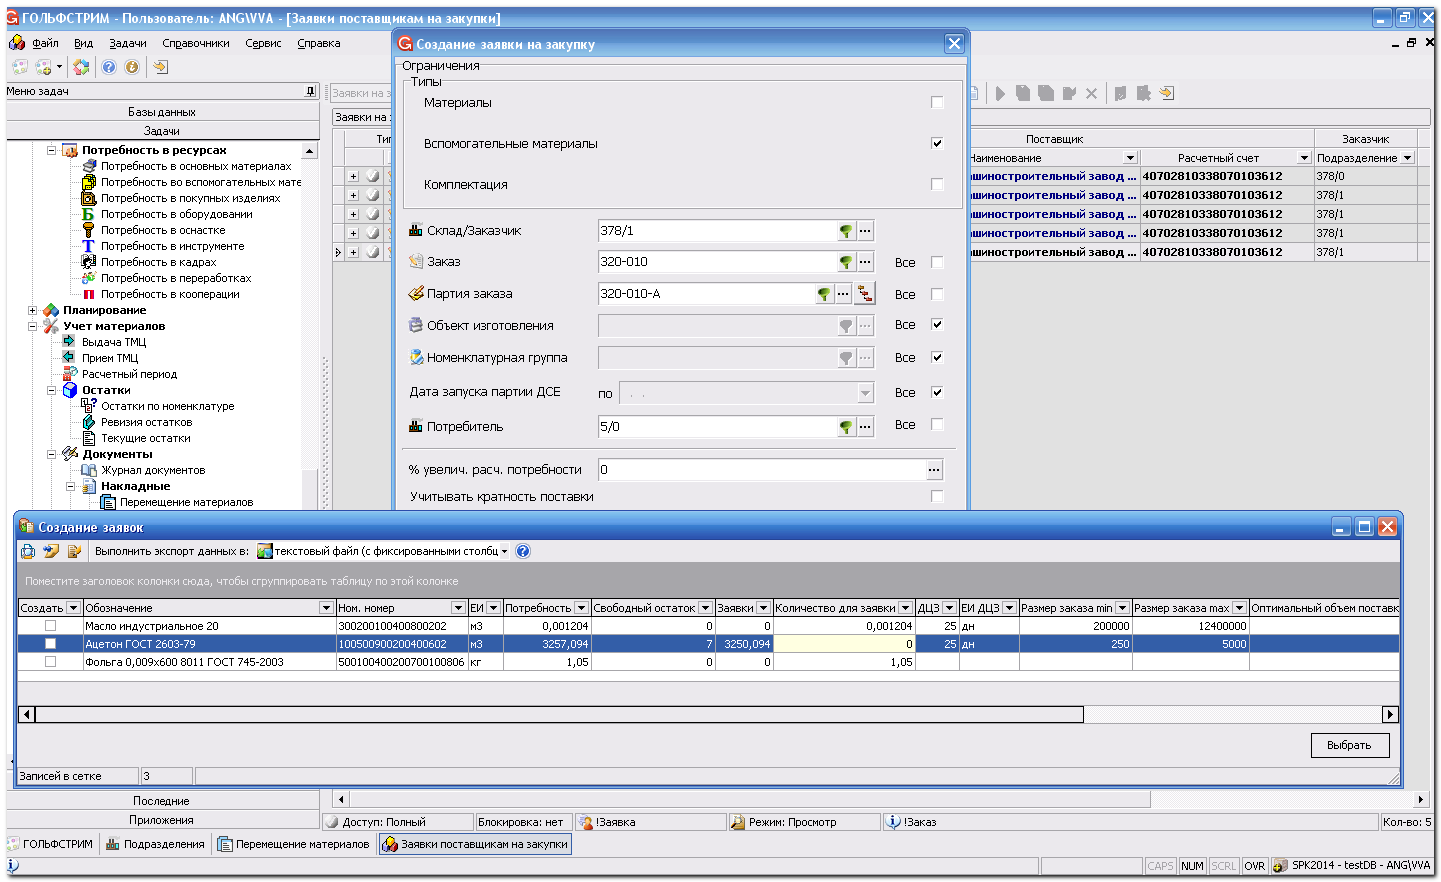 ГОЛЬФСТРИМ - Пользователь: ANG\VVA - [Заявки поставщикам на закупки]
Файл Вид Задачи Справочники Сервис Справка
Меню задач
Базы данных
Задачи
Потребность в ресурсах
Потребность в основных материалах
Потребность во вспомогательных мате
Потребность в покупных изделиях
Потребность в оборудовании
Потребность в оснастке
Потребность в инструменте
Потребность в кадрах
Потребность в переработках
Потребность в кооперации
Планирование
Учет материалов
Выдача ТМЦ
Прием ТМЦ
Расчетный период
Остатки
Остатки по номенклатуре
Ревизия остатков
Текущие остатки
Документы
Журнал документов
Накладные
Перемещение материалов
Последние
Приложения
Заявки на з
Заявки на
Ти
Поставщик Заказчик
Наименование Расчетный счет Подразделение
ашиностроительный завод ... 40702810338070103612 378/0
ашиностроительный завод ... 40702810338070103612 378/1
ашиностроительный завод ... 40702810338070103612 378/1
ашиностроительный завод ... 40702810338070103612 378/1
ашиностроительный завод ... 40702810338070103612 378/1
Создание заявки на закупку
Ограничения
Типы
Материалы
Вспомогательные материалы
Комплектация
Склад/Заказчик 378/1
Заказ 320-010 Все
Партия заказа 320-010-А Все
Объект изготовления Все
Номенклатурная группа Все
Дата запуска партии ДСЕ по . . Все
Потребитель 5/0 Все
% увелич. расч. потребности 0
Учитывать кратность поставки
Создание заявок
Выполнить экспорт данных в: текстовый файл (с фиксированными столбц
Поместите заголовок колонки сюда, чтобы сгруппировать таблицу по этой колонке
Создать Обозначение Ном. номер ЕИ Потребность Свободный остаток Заявки Количество для заявки ДЦЗ ЕИ ДЦЗ Размер заказа min Размер заказа max Оптимальный объем поставк
Масло индустриальное 20 300200100400800202 м3 0,001204 0 0 0,001204 25 дн 200000 12400000
Ацетон ГОСТ 2603-79 100500900200400602 м3 3257,094 7 3250,094 0 25 дн 250 5000
Фольга 0,009х600 8011 ГОСТ 745-2003 500100400200700100806 кг 1,05 0 0 1,05
Выбрать
Записей в сетке 3
Доступ: Полный Блокировка: нет !Заявка Режим: Просмотр !Заказ Кол-во: 5
ГОЛЬФСТРИМ Подразделения Перемещение материалов Заявки поставщикам на закупки
CAPS NUM SCRL OVR SPK2014 - testDB - ANG\VVA